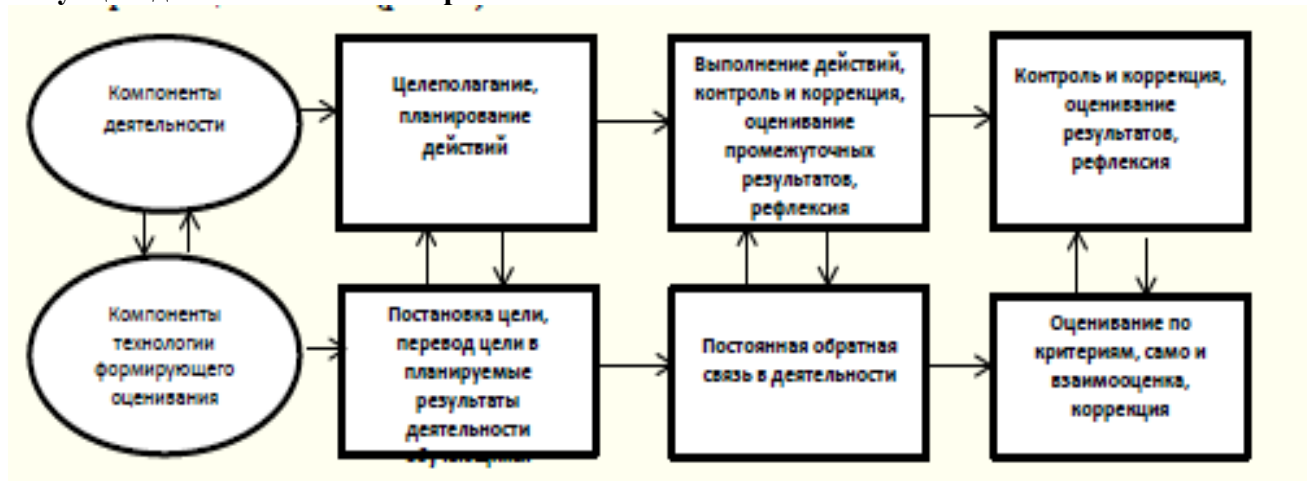 Компоненты
деятельности
Целеполагание,
планирование
действий
Выполнение действий,
контроль и коррекция,
оценивание
промежуточных
результатов,
рефлексия
Контроль и коррекция,
оценивание
результатов,
рефлексия
Компоненты
технологии
формирующего
оценивания
Постановка цели,
перевод цели в
планируемые
результаты
деятельности
Постоянная обратная
связь в деятельности
Оценивание по
критериям, само и
взаимооценка,
коррекция